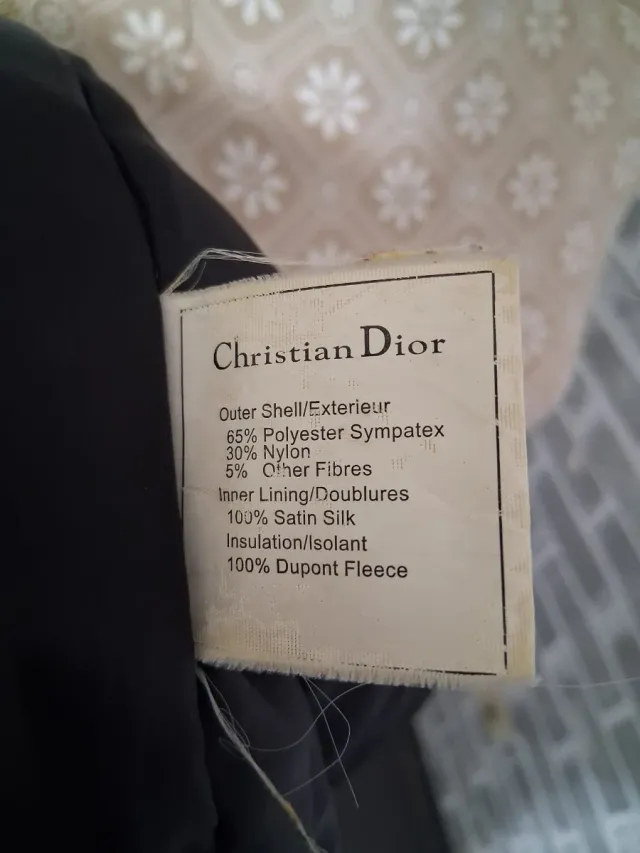 Christian Dior
Outer Shell/Exterieur
65% Polyester Sympatex
30% Nylon
5% Other Fibres
Inner Lining/Doublures
100% Satin Silk
Insulation/Isolant
100% Dupont Fleece